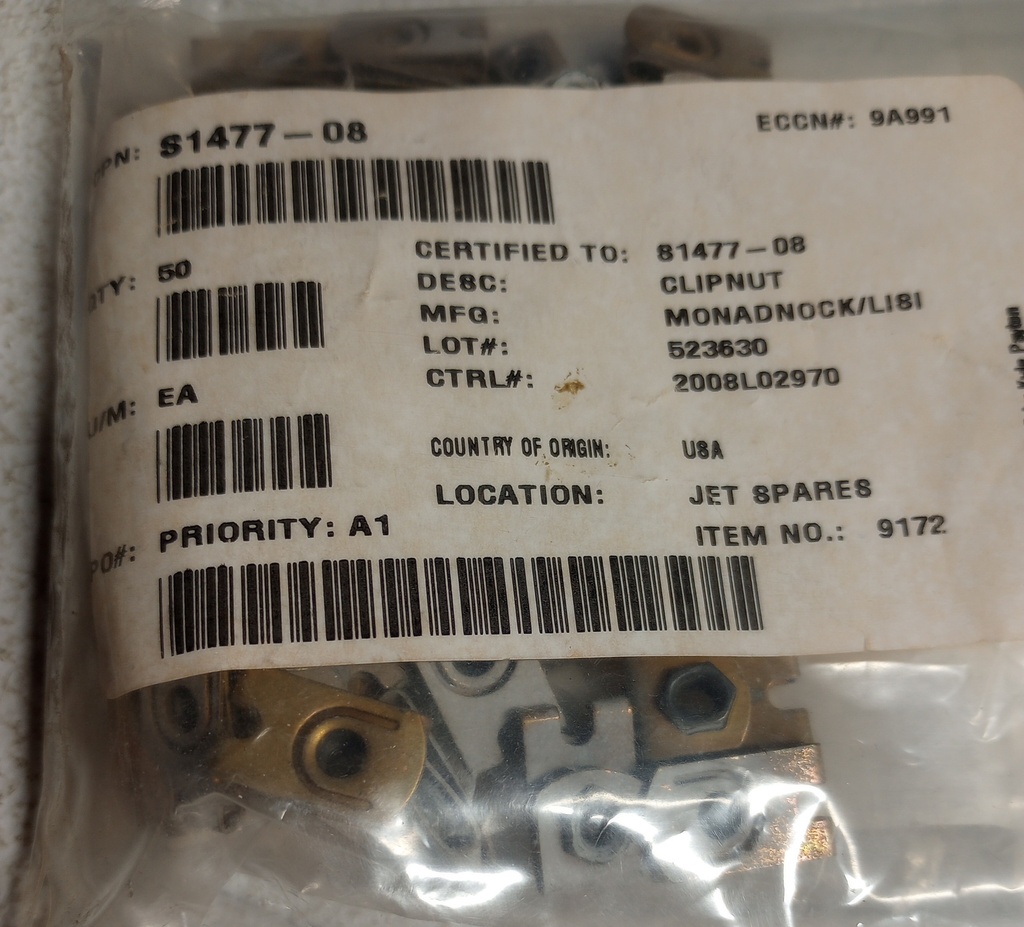 PN: S1477-08
ECCN#: 9A991
QTY: 50
CERTIFIED TO: S1477-08
DESC: CLIPNUT
MFG: MONADNOCK/LISI
LOT#: 523630
CTRL#: 2008L02970
U/M: EA
COUNTRY OF ORIGIN: USA
LOCATION: JET SPARES
PO#: PRIORITY: A1
ITEM NO.: 9172